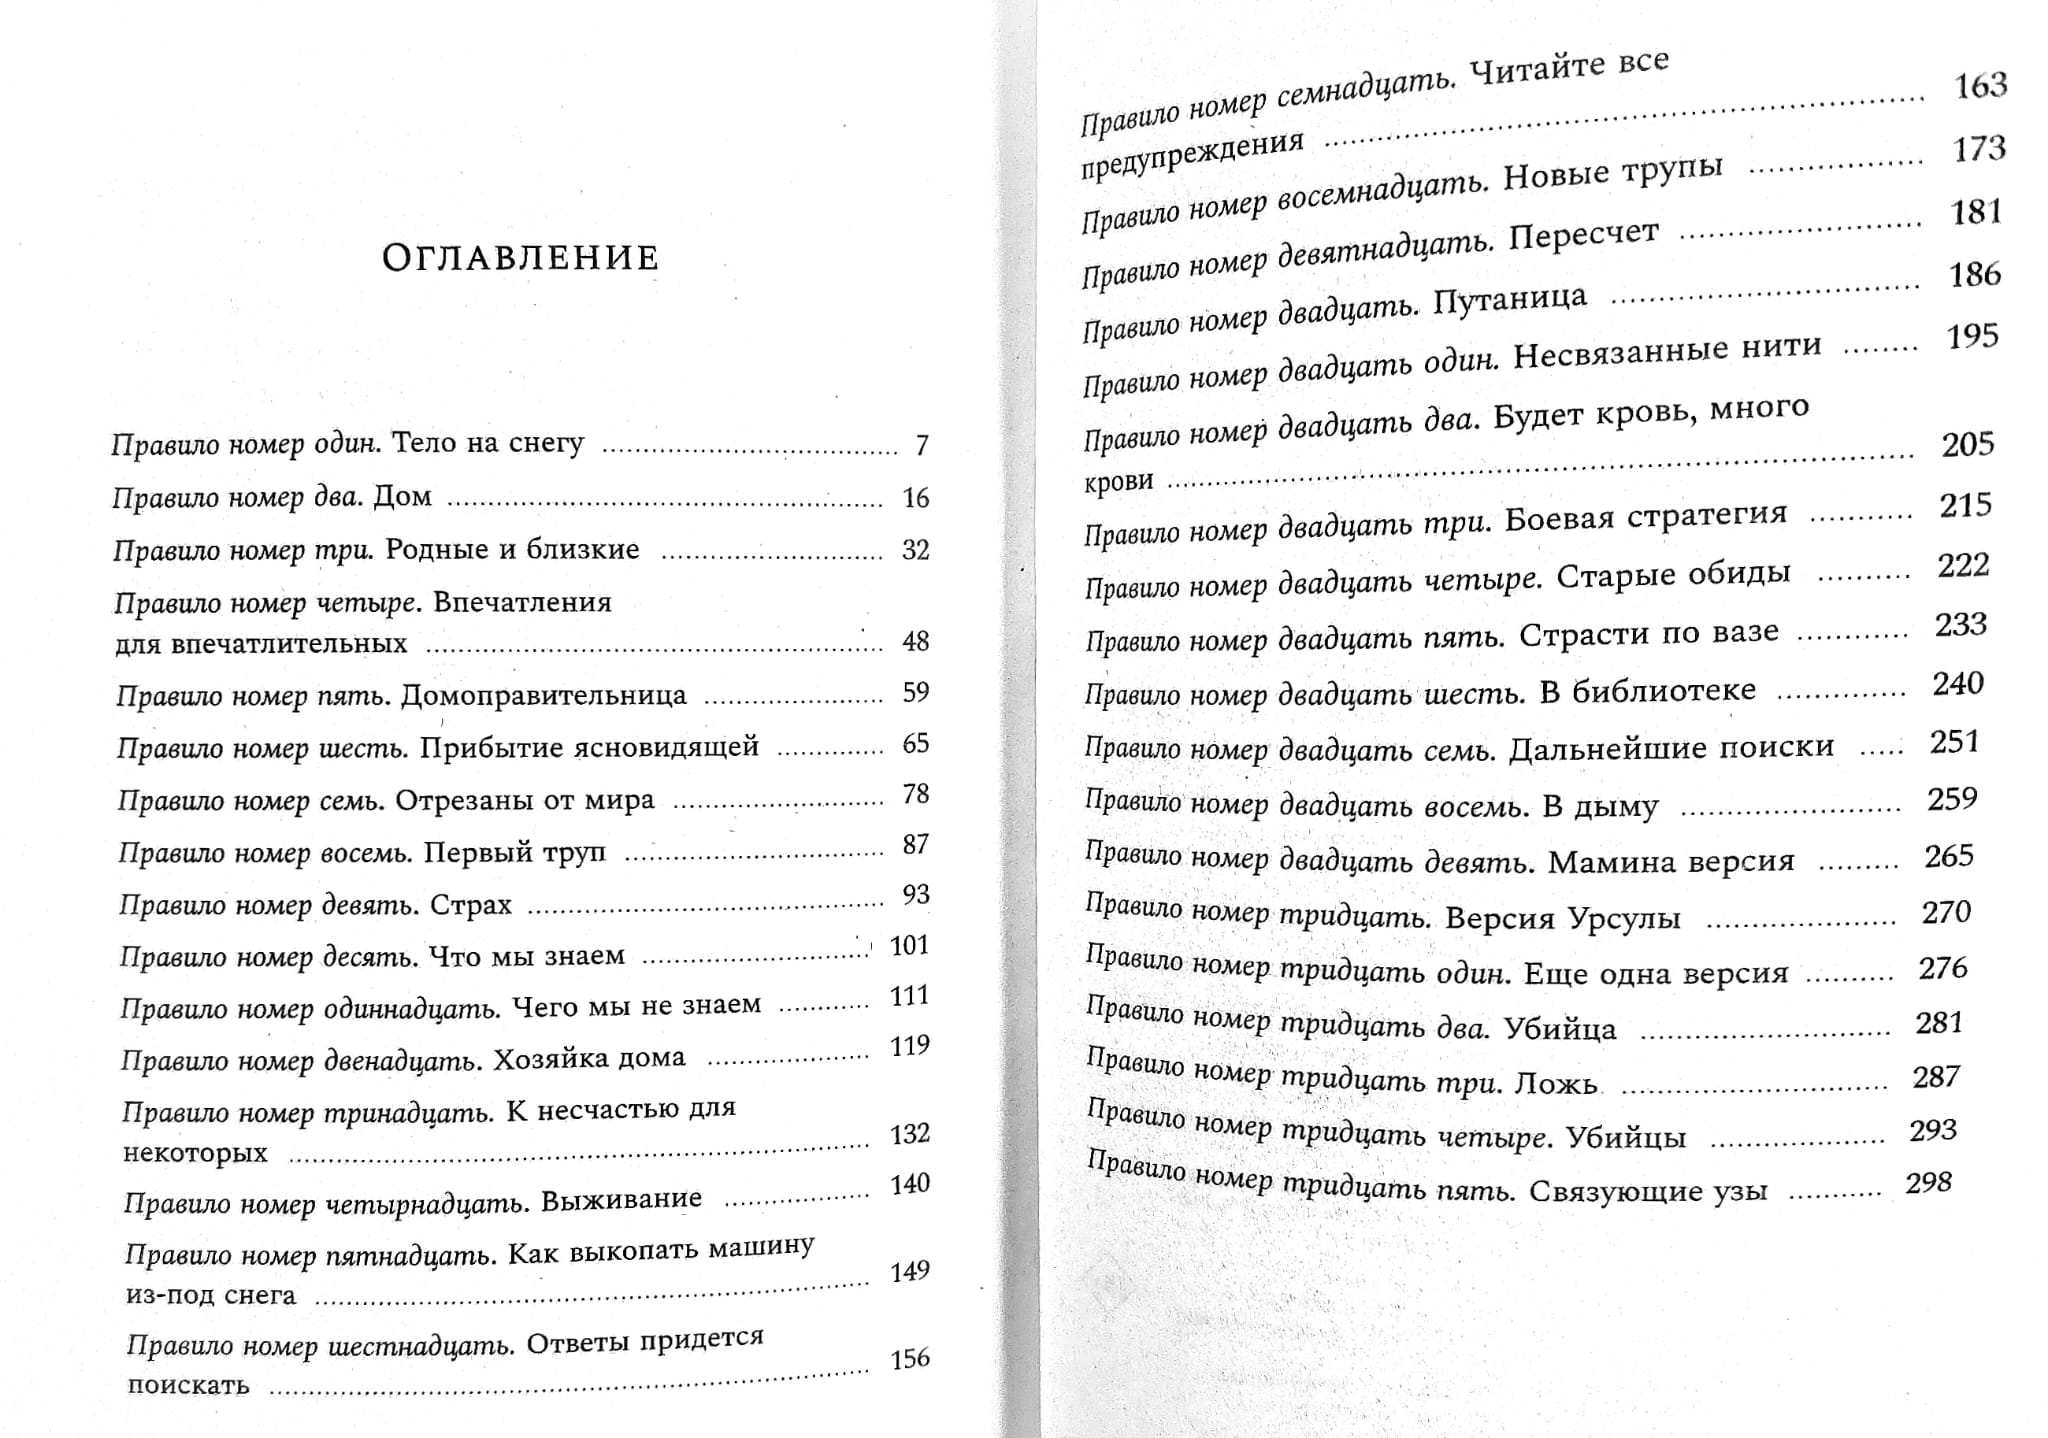 Оглавление
Правило номер один. Тело на снегу .......... 7
Правило номер два. Дом .......... 16
Правило номер три. Родные и близкие .......... 32
Правило номер четыре. Впечатления
для впечатлительных .......... 48
Правило номер пять. Домоправительница .......... 59
Правило номер шесть. Прибытие ясновидящей .......... 65
Правило номер семь. Отрезаны от мира .......... 78
Правило номер восемь. Первый труп .......... 87
Правило номер девять. Страх .......... 93
Правило номер десять. Что мы знаем .......... 101
Правило номер одиннадцать. Чего мы не знаем .......... 111
Правило номер двенадцать. Хозяйка дома .......... 119
Правило номер тринадцать. К несчастью для
некоторых .......... 132
Правило номер четырнадцать. Выживание .......... 140
Правило номер пятнадцать. Как выкопать машину
из-под снега .......... 149
Правило номер шестнадцать. Ответы придется
поискать .......... 156
Правило номер семнадцать. Читайте все
предупреждения .......... 163
Правило номер восемнадцать. Новые трупы .......... 173
Правило номер девятнадцать. Пересчет .......... 181
Правило номер двадцать. Путаница .......... 186
Правило номер двадцать один. Несвязанные нити .......... 195
Правило номер двадцать два. Будет кровь, много
крови .......... 205
Правило номер двадцать три. Боевая стратегия .......... 215
Правило номер двадцать четыре. Старые обиды .......... 222
Правило номер двадцать пять. Страсти по вазе .......... 233
Правило номер двадцать шесть. В библиотеке .......... 240
Правило номер двадцать семь. Дальнейшие поиски ..... 251
Правило номер двадцать восемь. В дыму .......... 259
Правило номер двадцать девять. Мамина версия .......... 265
Правило номер тридцать. Версия Урсулы .......... 270
Правило номер тридцать один. Еще одна версия .......... 276
Правило номер тридцать два. Убийца .......... 281
Правило номер тридцать три. Ложь .......... 287
Правило номер тридцать четыре. Убийцы .......... 293
Правило номер тридцать пять. Связующие узы .......... 298